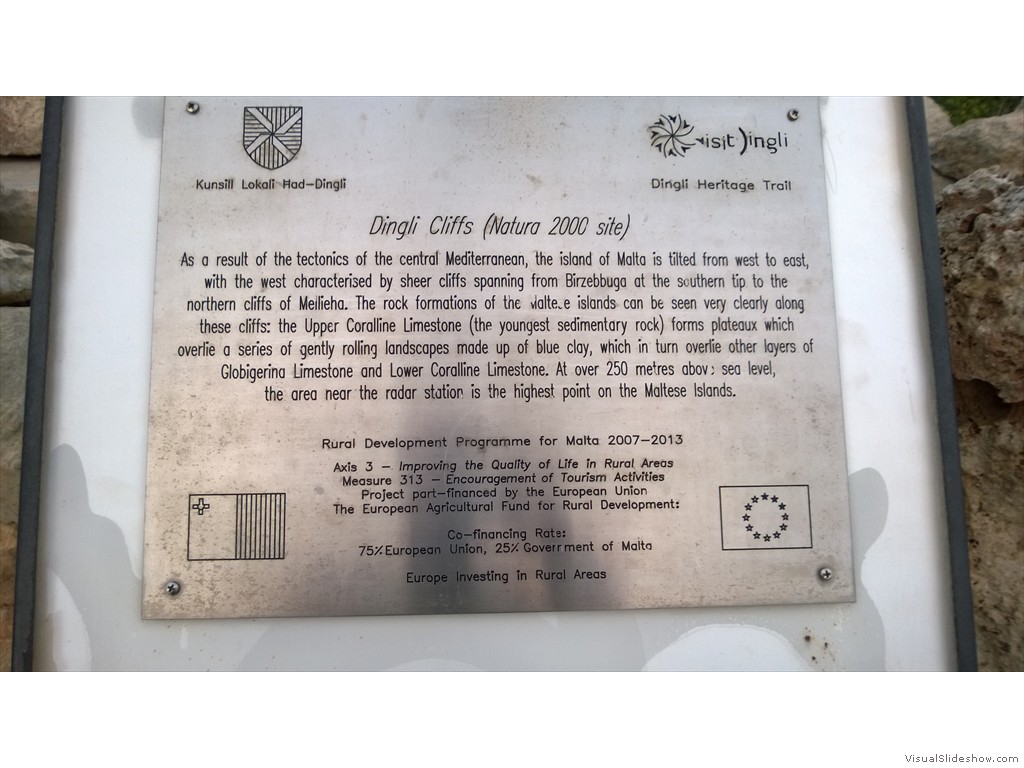 Kunsill Lokali Ħad-Dingli
visit Dingli
Dingli Heritage Trail
Dingli Cliffs (Natura 2000 site)
As a result of the tectonics of the central Mediterranean, the island of Malta is tilted from west to east,
with the west characterised by sheer cliffs spanning from Birzebbuga at the southern tip to the
northern cliffs of Mellieha. The rock formations of the Maltese islands can be seen very clearly along
these cliffs: the Upper Coralline Limestone (the youngest sedimentary rock) forms plateaux which
overlie a series of gently rolling landscapes made up of blue clay, which in turn overlie other layers of
Globigerina Limestone and Lower Coralline Limestone. At over 250 metres above sea level,
the area near the radar station is the highest point on the Maltese Islands.
Rural Development Programme for Malta 2007-2013
Axis 3 - Improving the Quality of Life in Rural Areas
Measure 313 - Encouragement of Tourism Activities
Project part-financed by the European Union
The European Agricultural Fund for Rural Development:
Co-financing Rate:
75% European Union, 25% Government of Malta
Europe Investing in Rural Areas
VisualSlideshow.com